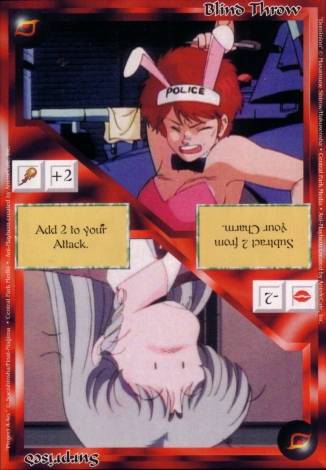 Blind Throw
POLICE
+2
Add 2 to your
Attack.
Subtract 2 from
your Charm.
-2
Surprised